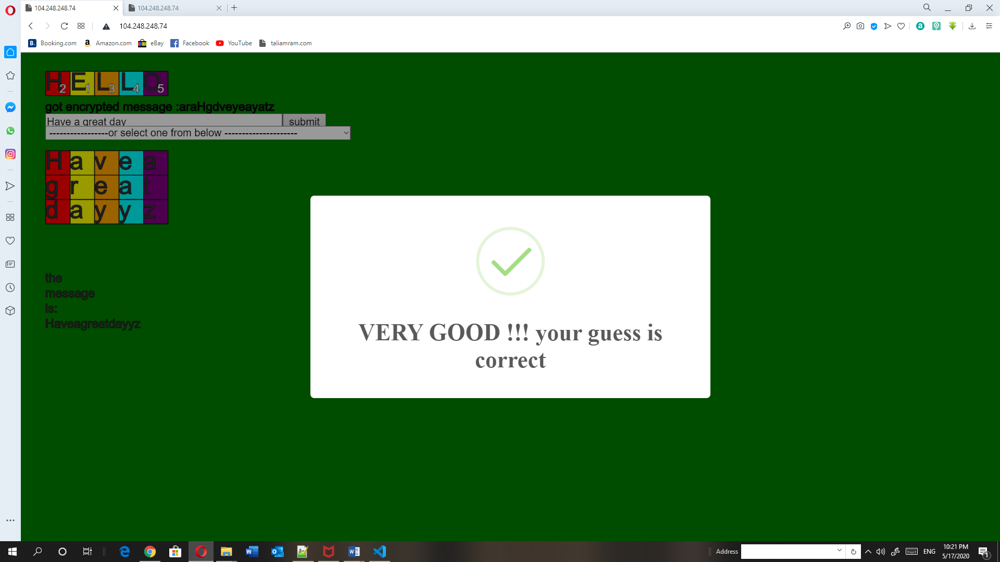 104.248.248.74
104.248.248.74
104.248.248.74
B. Booking.com
a Amazon.com
eBay
Facebook
YouTube
taliamram.com
H2 E1 L3 L4 O5
got encrypted message :araHgdveyeayatz
Have a great day
submit
-----------------or select one from below ---------------------
H a v e a
g r e a t
d a y y z
the
message
is:
Haveagreatdayyz
VERY GOOD !!! your guess is
correct
Address
ENG
10:21 PM
5/17/2020
1